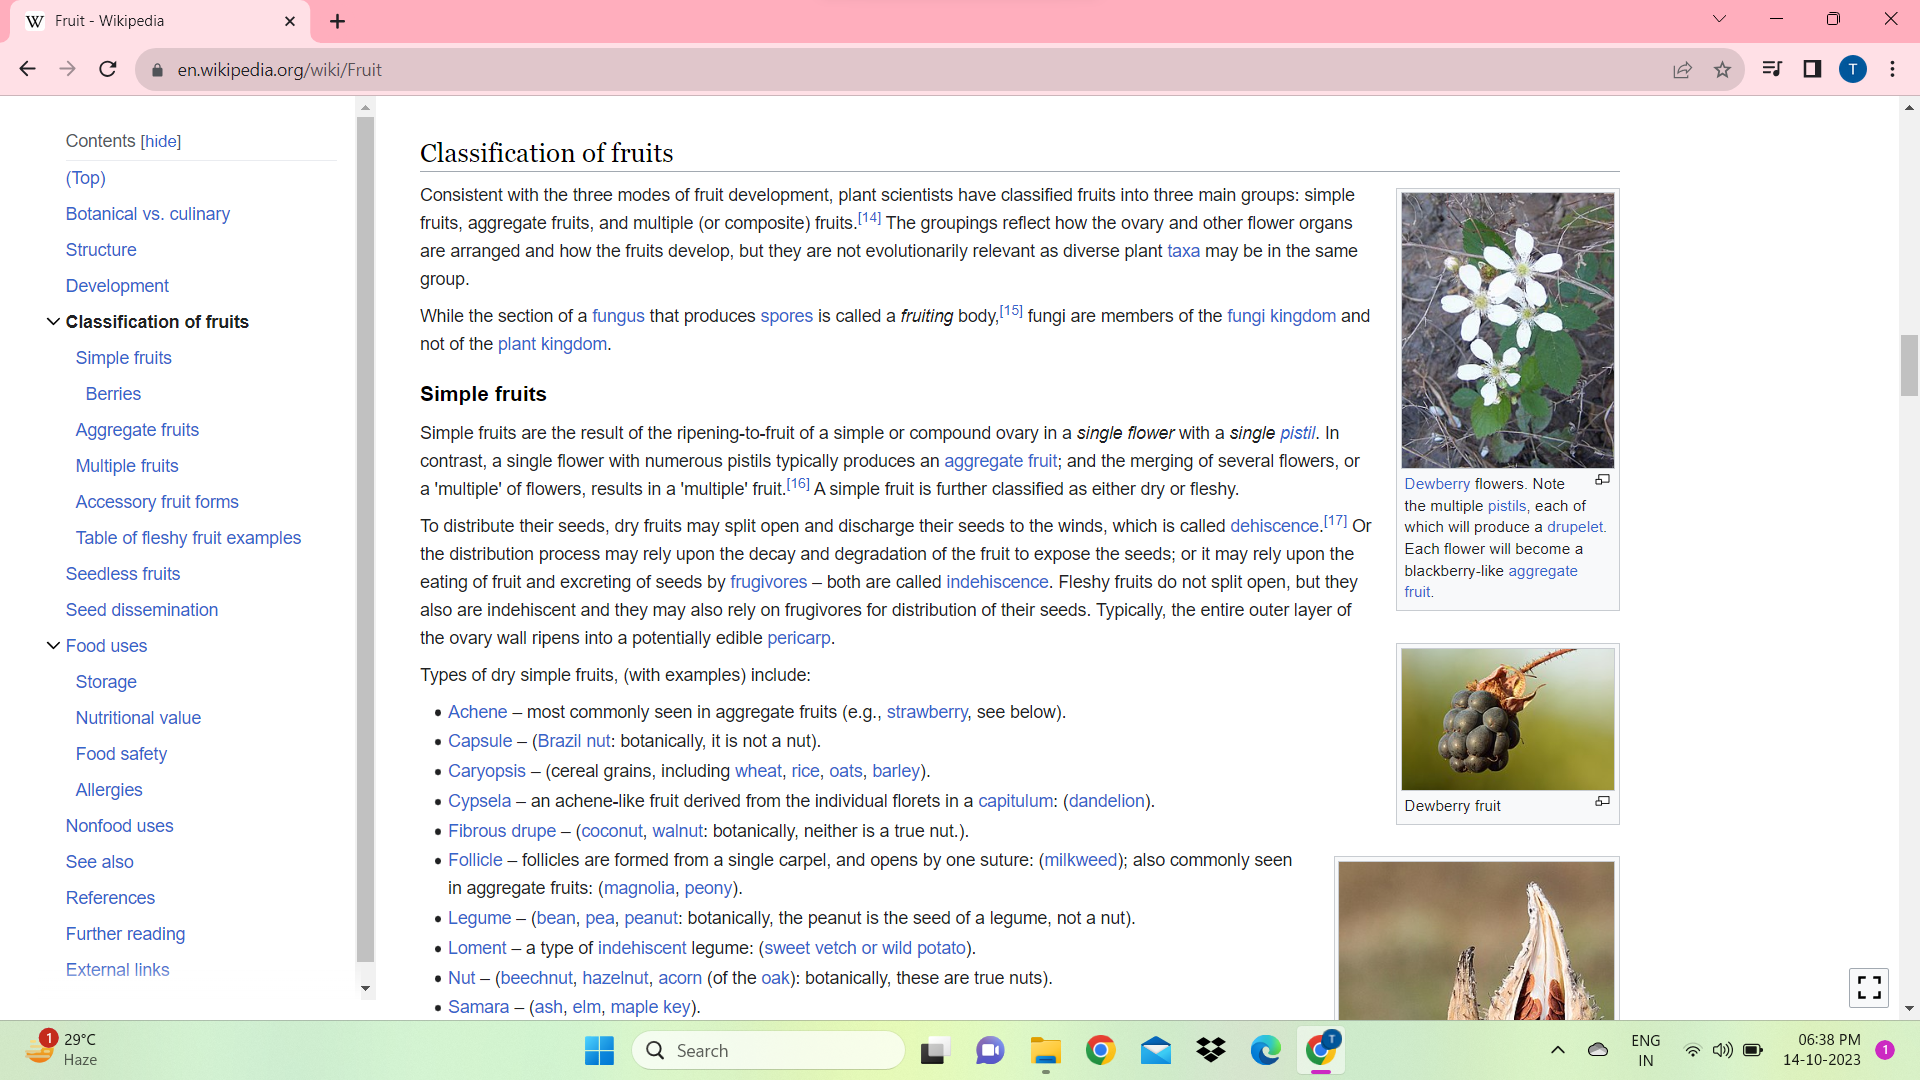 Fruit - Wikipedia
en.wikipedia.org/wiki/Fruit
T
Contents [hide]
(Top)
Botanical vs. culinary
Structure
Development
Classification of fruits
Simple fruits
Berries
Aggregate fruits
Multiple fruits
Accessory fruit forms
Table of fleshy fruit examples
Seedless fruits
Seed dissemination
Food uses
Storage
Nutritional value
Food safety
Allergies
Nonfood uses
See also
References
Further reading
External links
Classification of fruits
Consistent with the three modes of fruit development, plant scientists have classified fruits into three main groups: simple
fruits, aggregate fruits, and multiple (or composite) fruits.[14] The groupings reflect how the ovary and other flower organs
are arranged and how the fruits develop, but they are not evolutionarily relevant as diverse plant taxa may be in the same
group.
While the section of a fungus that produces spores is called a fruiting body,[15] fungi are members of the fungi kingdom and
not of the plant kingdom.
Simple fruits
Simple fruits are the result of the ripening-to-fruit of a simple or compound ovary in a single flower with a single pistil. In
contrast, a single flower with numerous pistils typically produces an aggregate fruit; and the merging of several flowers, or
a 'multiple' of flowers, results in a 'multiple' fruit.[16] A simple fruit is further classified as either dry or fleshy.
To distribute their seeds, dry fruits may split open and discharge their seeds to the winds, which is called dehiscence.[17] Or
the distribution process may rely upon the decay and degradation of the fruit to expose the seeds; or it may rely upon the
eating of fruit and excreting of seeds by frugivores – both are called indehiscence. Fleshy fruits do not split open, but they
also are indehiscent and they may also rely on frugivores for distribution of their seeds. Typically, the entire outer layer of
the ovary wall ripens into a potentially edible pericarp.
Types of dry simple fruits, (with examples) include:
• Achene – most commonly seen in aggregate fruits (e.g., strawberry, see below).
• Capsule – (Brazil nut: botanically, it is not a nut).
• Caryopsis – (cereal grains, including wheat, rice, oats, barley).
• Cypsela – an achene-like fruit derived from the individual florets in a capitulum: (dandelion).
• Fibrous drupe – (coconut, walnut: botanically, neither is a true nut.).
• Follicle – follicles are formed from a single carpel, and opens by one suture: (milkweed); also commonly seen
in aggregate fruits: (magnolia, peony).
• Legume – (bean, pea, peanut: botanically, the peanut is the seed of a legume, not a nut).
• Loment – a type of indehiscent legume: (sweet vetch or wild potato).
• Nut – (beechnut, hazelnut, acorn (of the oak): botanically, these are true nuts).
• Samara – (ash, elm, maple key).
Dewberry flowers. Note
the multiple pistils, each of
which will produce a drupelet.
Each flower will become a
blackberry-like aggregate
fruit.
Dewberry fruit
1
29°C
Haze
Search
T
ENG
IN
06:38 PM
14-10-2023
1